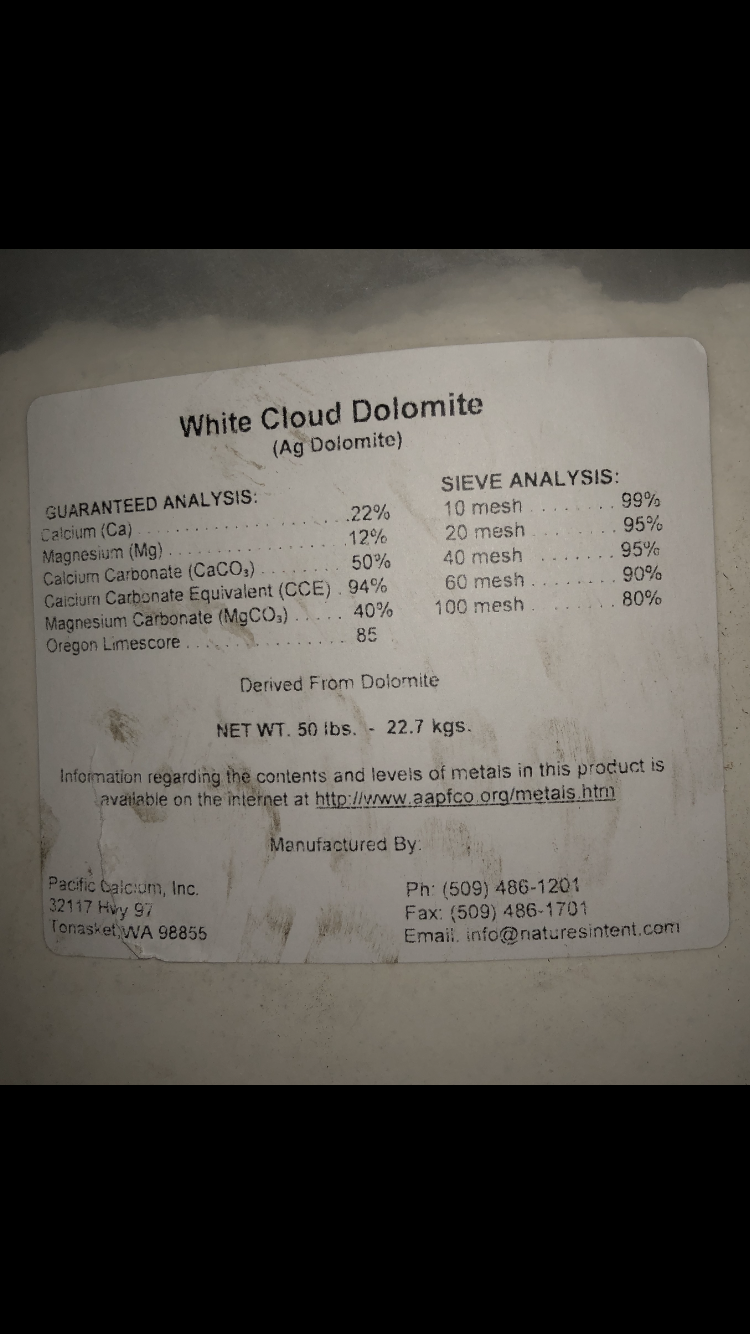 White Cloud Dolomite
(Ag Dolomite)
GUARANTEED ANALYSIS:
Calcium (Ca) . . . . . . . . . . . . . . . . . . . . .22%
Magnesium (Mg) . . . . . . . . . . . . . . . . . 12%
Calcium Carbonate (CaCO₃) . . . . . . . . 50%
Calcium Carbonate Equivalent (CCE) . 94%
Magnesium Carbonate (MgCO₃) . . . . . 40%
Oregon Limescore . . . . . . . . . . . . . . . 85
SIEVE ANALYSIS:
10 mesh . . . . . . . . 99%
20 mesh . . . . . . . . 95%
40 mesh . . . . . . . 95%
60 mesh . . . . . . . . 90%
100 mesh . . . . . . . 80%
Derived From Dolomite
NET WT. 50 lbs. - 22.7 kgs.
Information regarding the contents and levels of metals in this product is
available on the internet at http://www.aapfco.org/metals.htm
Manufactured By:
Pacific Calcium, Inc.
32117 Hwy 97
Tonasket, WA 98855
Ph: (509) 486-1201
Fax: (509) 486-1701
Email: info@naturesintent.com